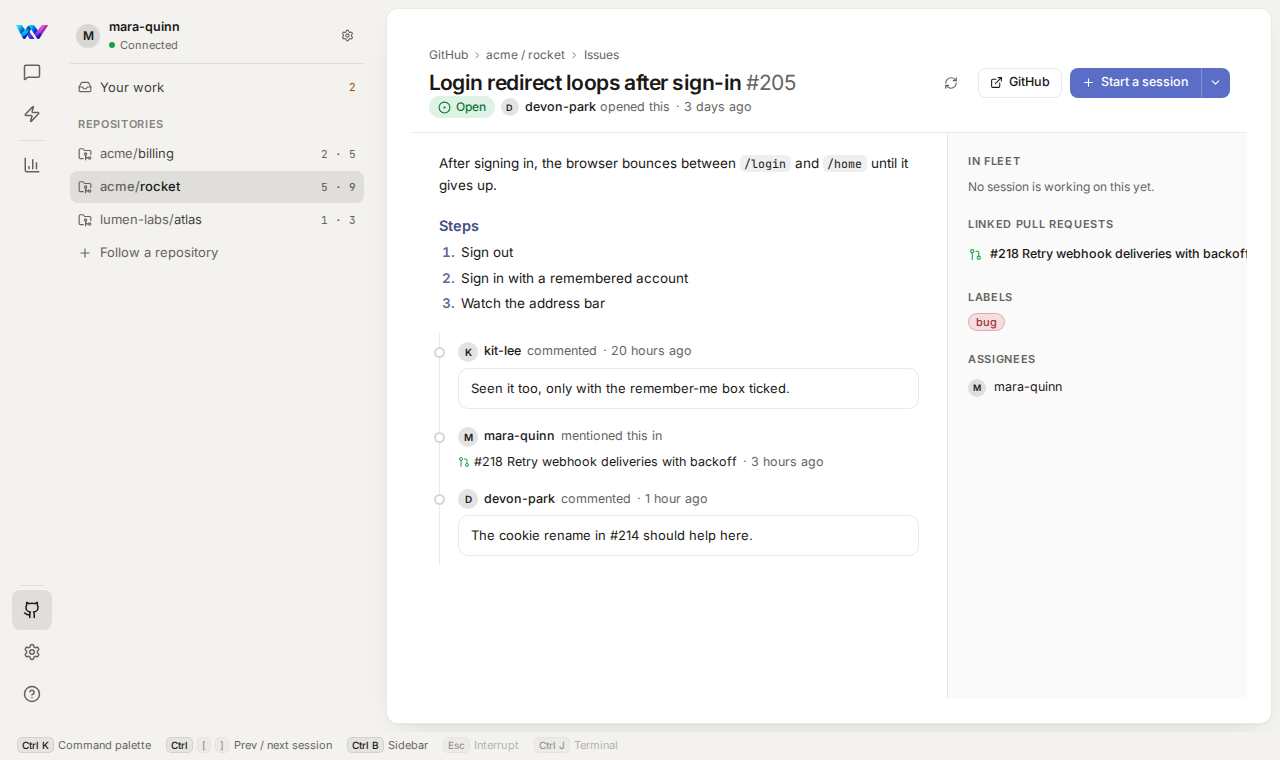 M
mara-quinn
Connected
Your work 2
REPOSITORIES
acme/billing 2 · 5
acme/rocket 5 · 9
lumen-labs/atlas 1 · 3
Follow a repository
GitHub > acme / rocket > Issues
Login redirect loops after sign-in #205
GitHub
Start a session
Open D devon-park opened this · 3 days ago
After signing in, the browser bounces between /login and /home until it
gives up.
Steps
1. Sign out
2. Sign in with a remembered account
3. Watch the address bar
K kit-lee commented · 20 hours ago
Seen it too, only with the remember-me box ticked.
M mara-quinn mentioned this in
#218 Retry webhook deliveries with backoff · 3 hours ago
D devon-park commented · 1 hour ago
The cookie rename in #214 should help here.
IN FLEET
No session is working on this yet.
LINKED PULL REQUESTS
#218 Retry webhook deliveries with backoff
LABELS
bug
ASSIGNEES
M mara-quinn
Ctrl K Command palette Ctrl [ ] Prev / next session Ctrl B Sidebar Esc Interrupt Ctrl J Terminal